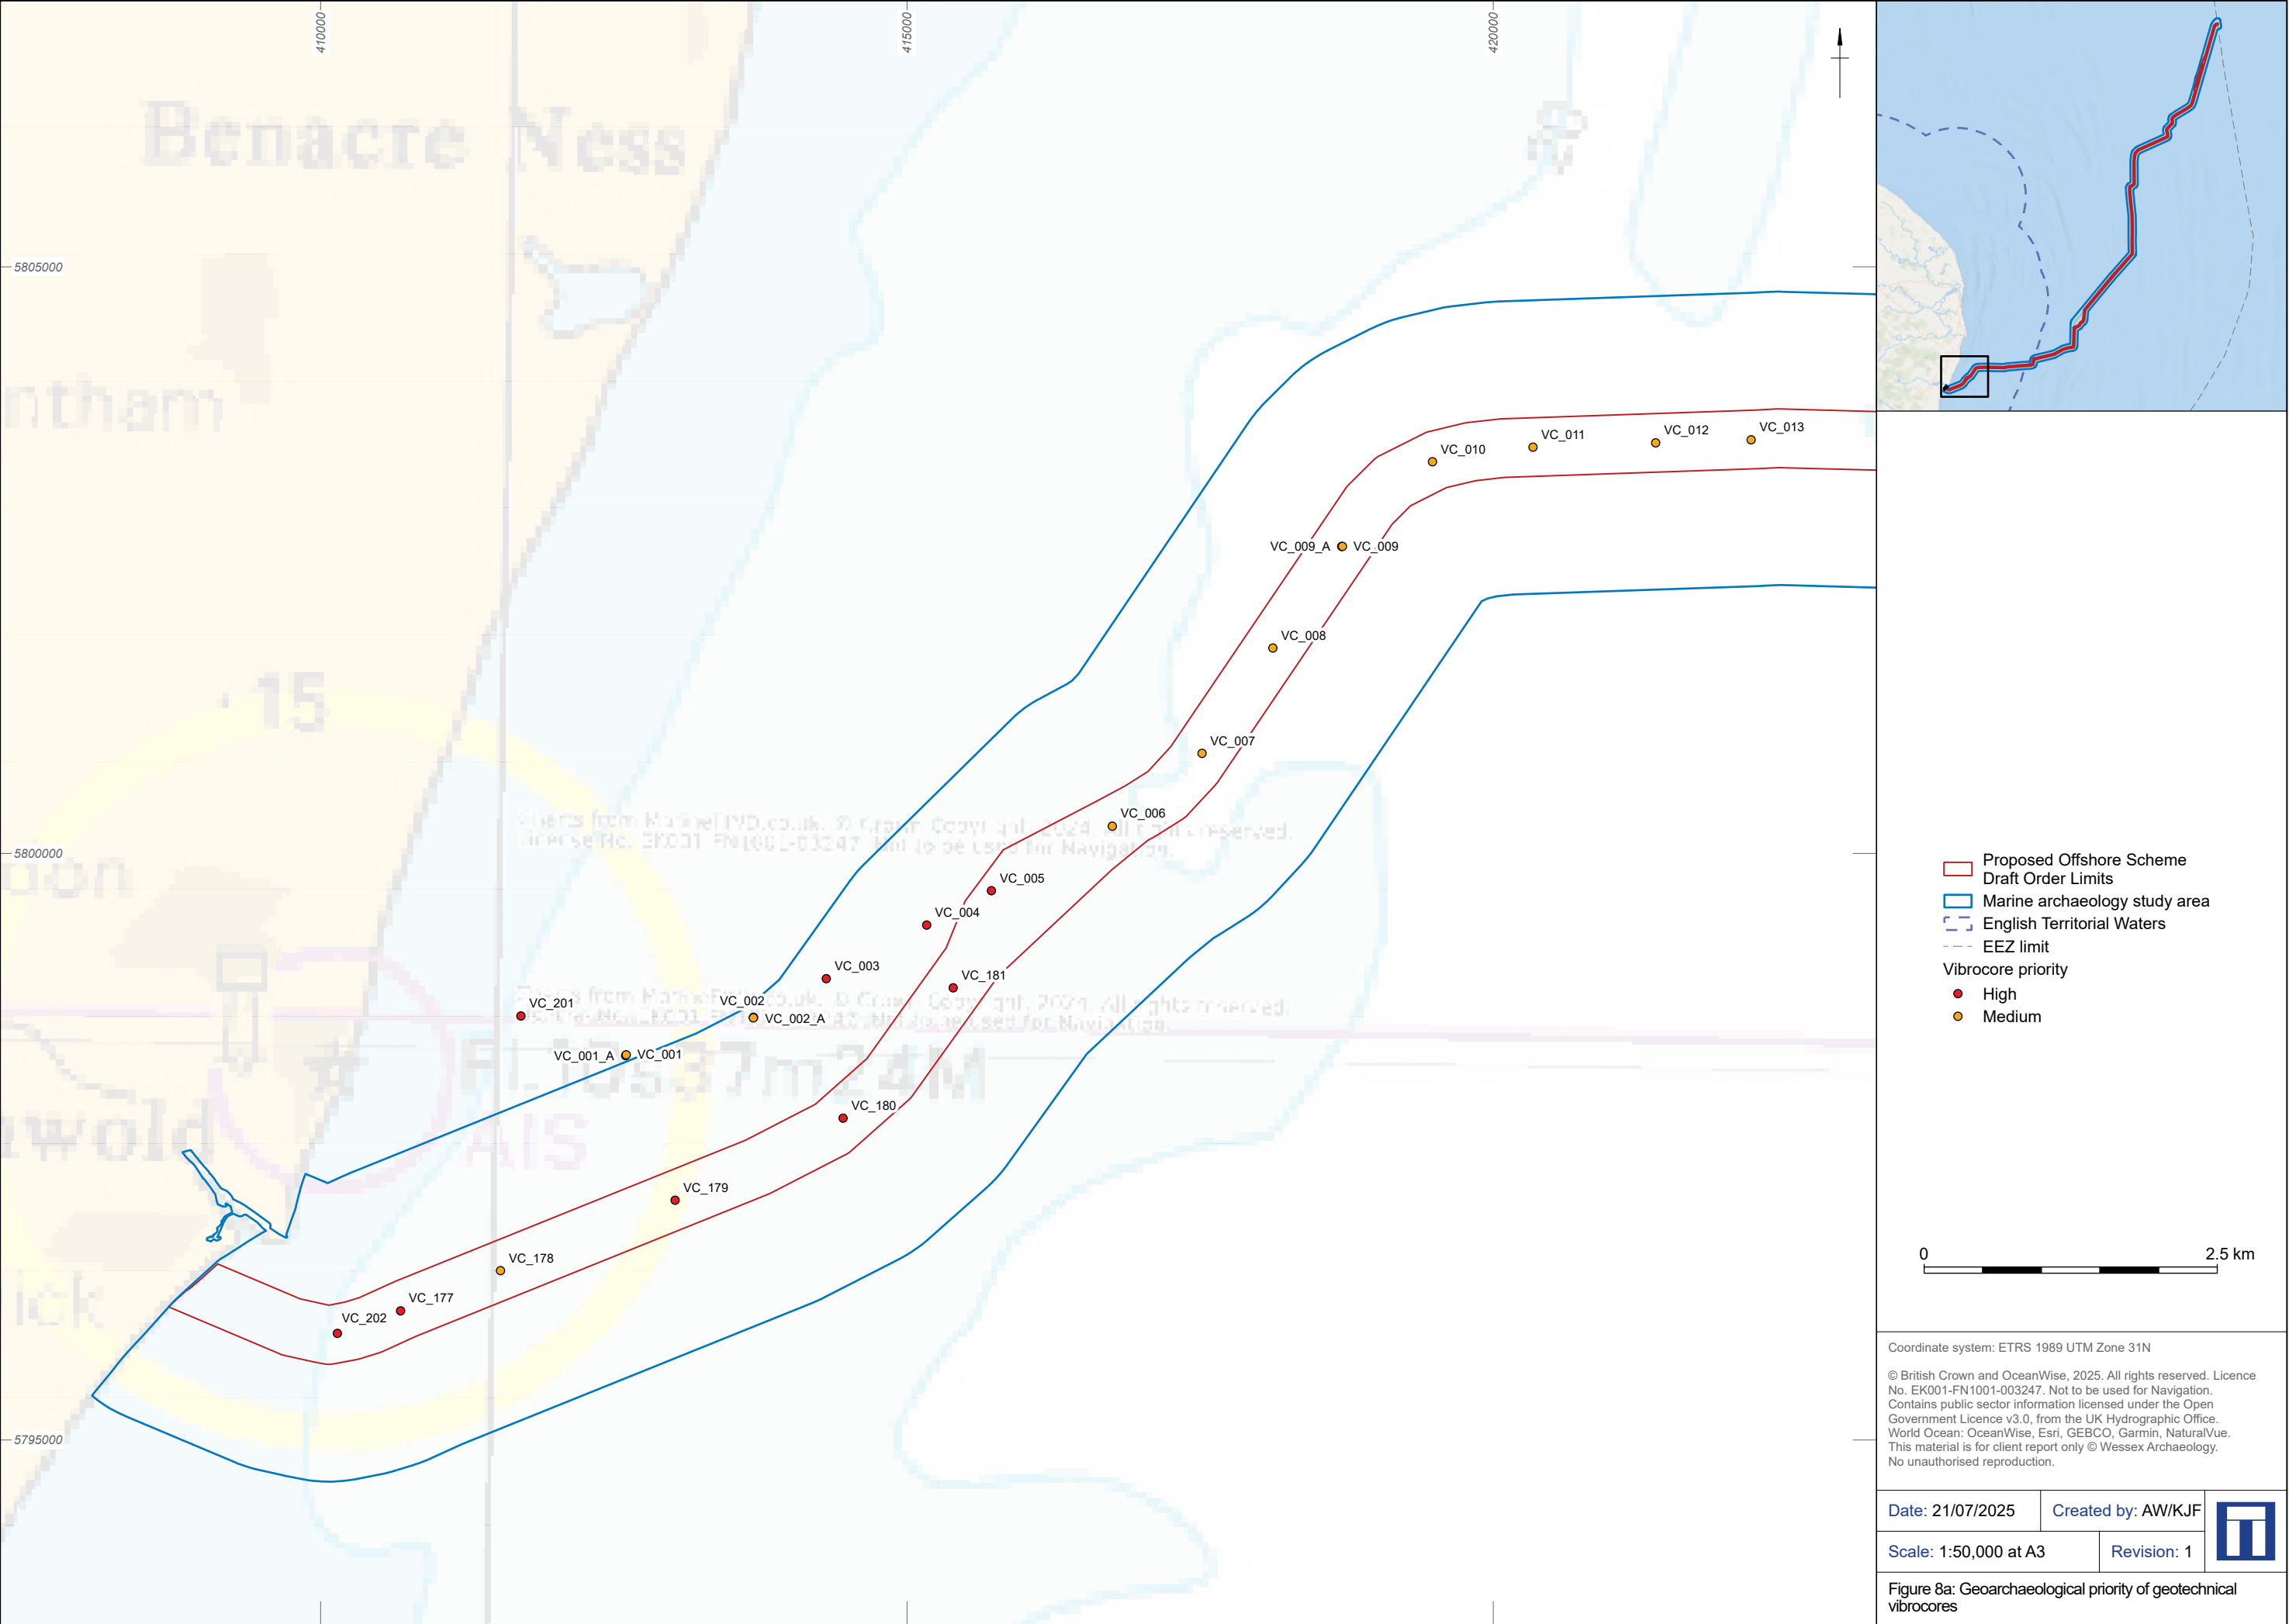 410000
415000
420000
Benacre Ness
5805000
ntham
VC_013
VC_012
VC_011
VC_010
VC_009_A
VC_009
VC_008
15
VC_007
VC_006
5800000
VC_005
VC_004
VC_003
VC_181
VC_201
VC_002
VC_002_A
VC_001_A
VC_001
Fl.10s37m24M
VC_180
wold
AIS
VC_179
VC_178
ick
VC_177
VC_202
5795000
Proposed Offshore Scheme
Draft Order Limits
Marine archaeology study area
English Territorial Waters
EEZ limit
Vibrocore priority
High
Medium
0
2.5 km
Coordinate system: ETRS 1989 UTM Zone 31N
© British Crown and OceanWise, 2025. All rights reserved. Licence
No. EK001-FN1001-003247. Not to be used for Navigation.
Contains public sector information licensed under the Open
Government Licence v3.0, from the UK Hydrographic Office.
World Ocean: OceanWise, Esri, GEBCO, Garmin, NaturalVue.
This material is for client report only © Wessex Archaeology.
No unauthorised reproduction.
Date: 21/07/2025
Created by: AW/KJF
Scale: 1:50,000 at A3
Revision: 1
Figure 8a: Geoarchaeological priority of geotechnical
vibrocores